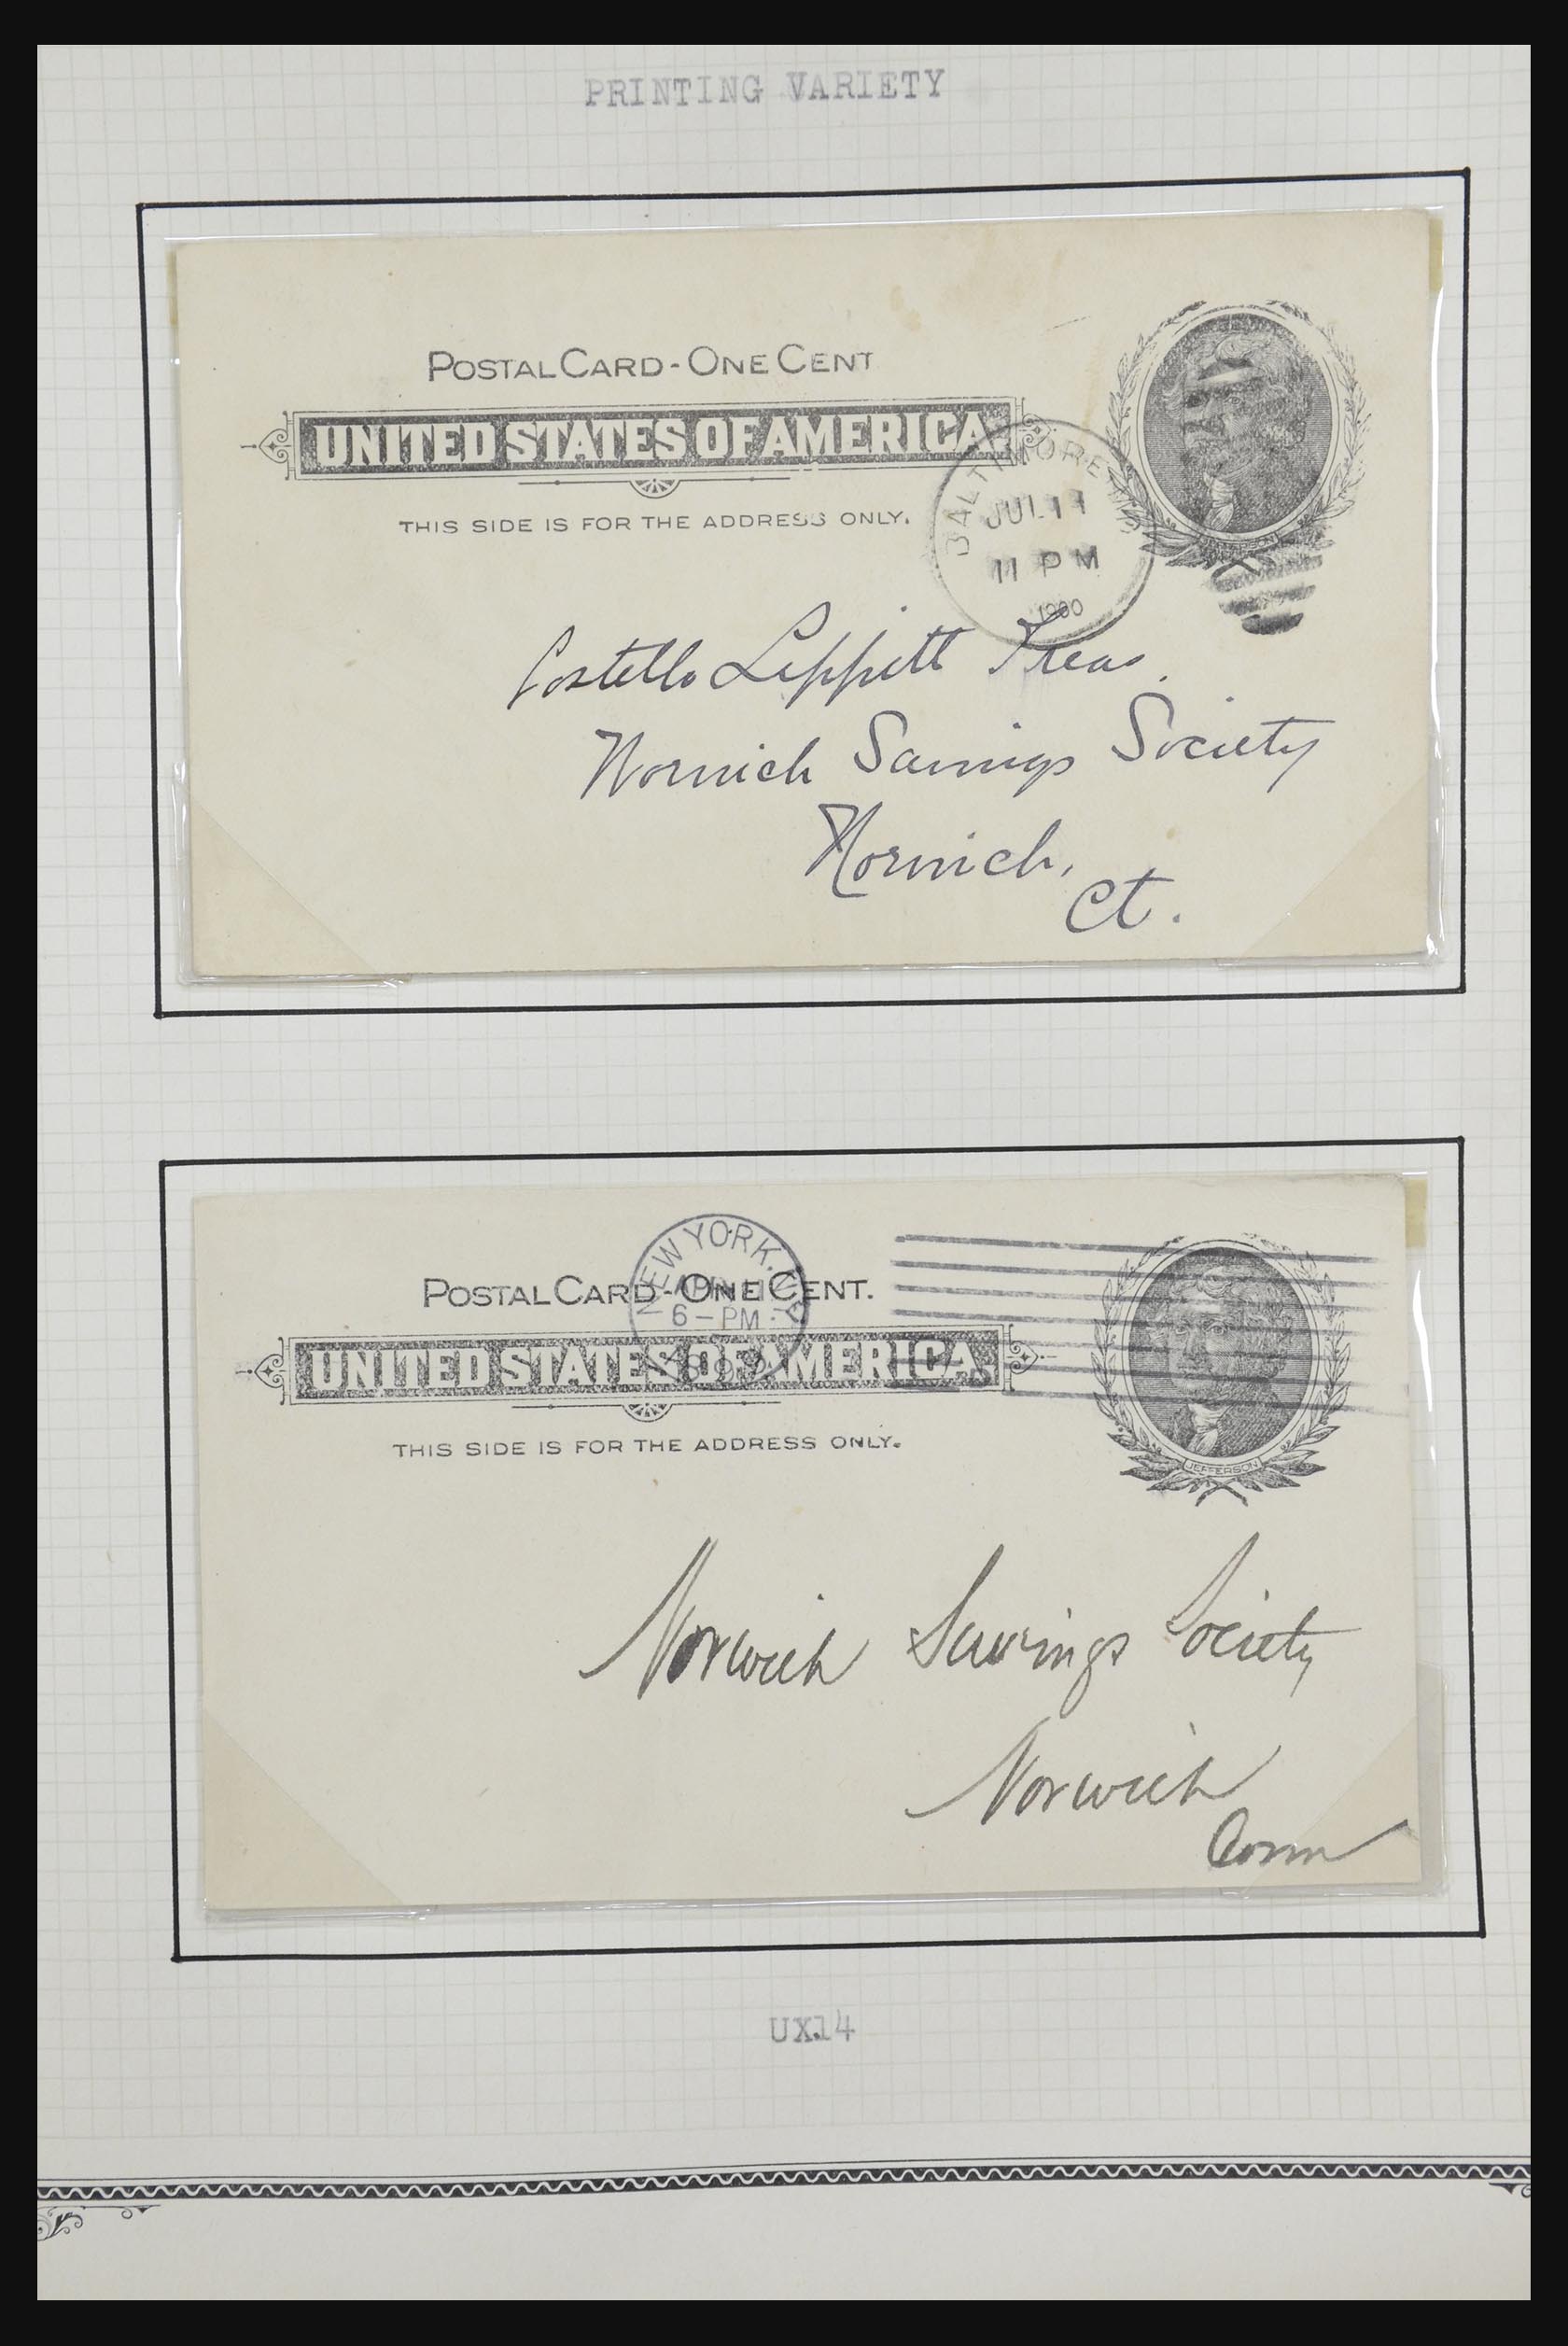 PRINTING VARIETY
POSTAL CARD - ONE CENT
UNITED STATES OF AMERICA.
THIS SIDE IS FOR THE ADDRESS ONLY.
BALTIMORE, MD
JUL 11
11 PM
1900
JEFFERSON
Costello Lippitt Treas.
Norwich Savings Society
Norwich,
Ct.
NEW YORK, N.Y.
6-PM
POSTAL CARD - ONE CENT.
UNITED STATES OF AMERICA.
THIS SIDE IS FOR THE ADDRESS ONLY.
JEFFERSON
Norwich Savings Society
Norwich
Conn
UX14